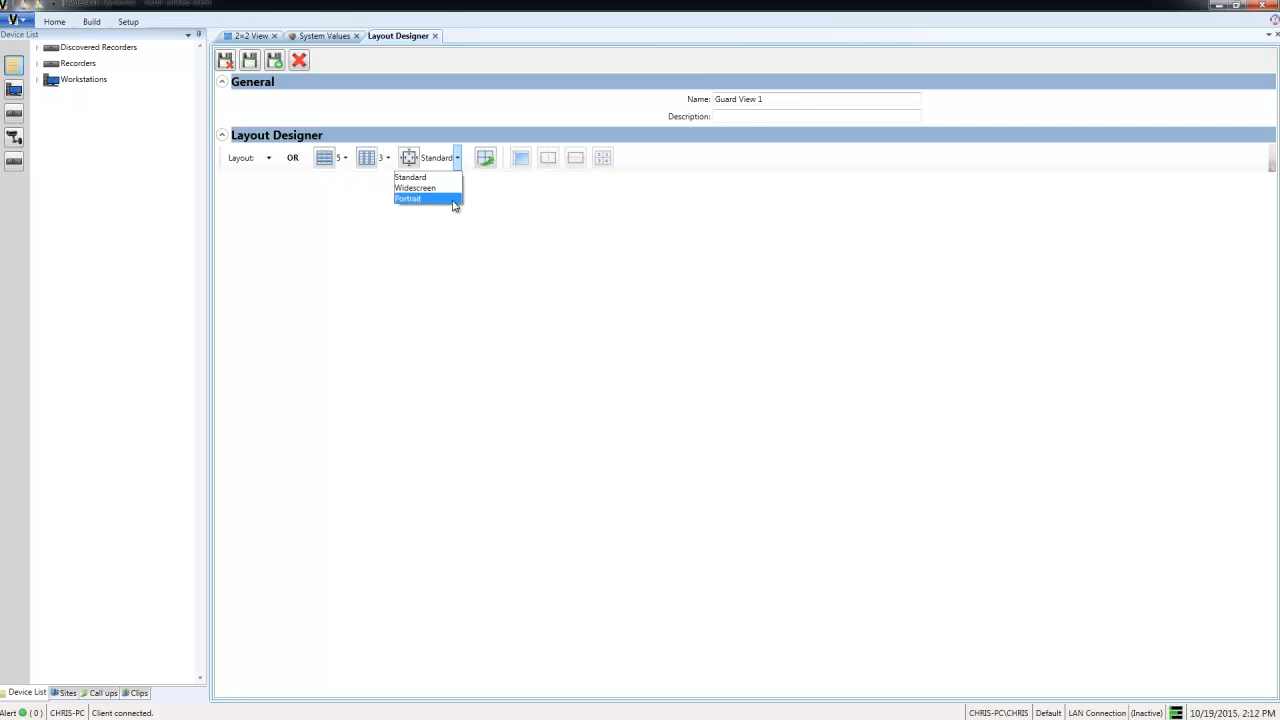 Home Build Setup
Device List
2×2 View System Values Layout Designer
Discovered Recorders
Recorders
Workstations
General
Name: Guard View 1
Description:
Layout Designer
Layout: OR 5 3 Standard
Standard
Widescreen
Portrait
Device List Sites Call ups Clips
Alert ( 0 ) CHRIS-PC Client connected. CHRIS-PC\CHRIS Default LAN Connection (Inactive) 10/19/2015, 2:12 PM